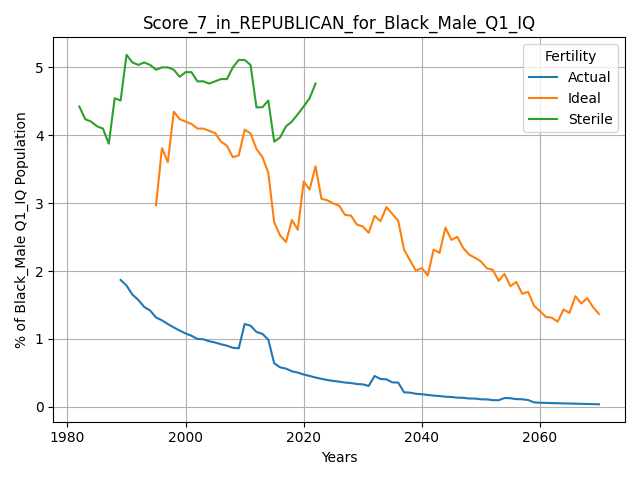 Score_7_in_REPUBLICAN_for_Black_Male_Q1_IQ
% of Black_Male Q1_IQ Population
5
4
3
2
1
0
Fertility
Actual
Ideal
Sterile
1980 2000 2020 2040 2060
Years